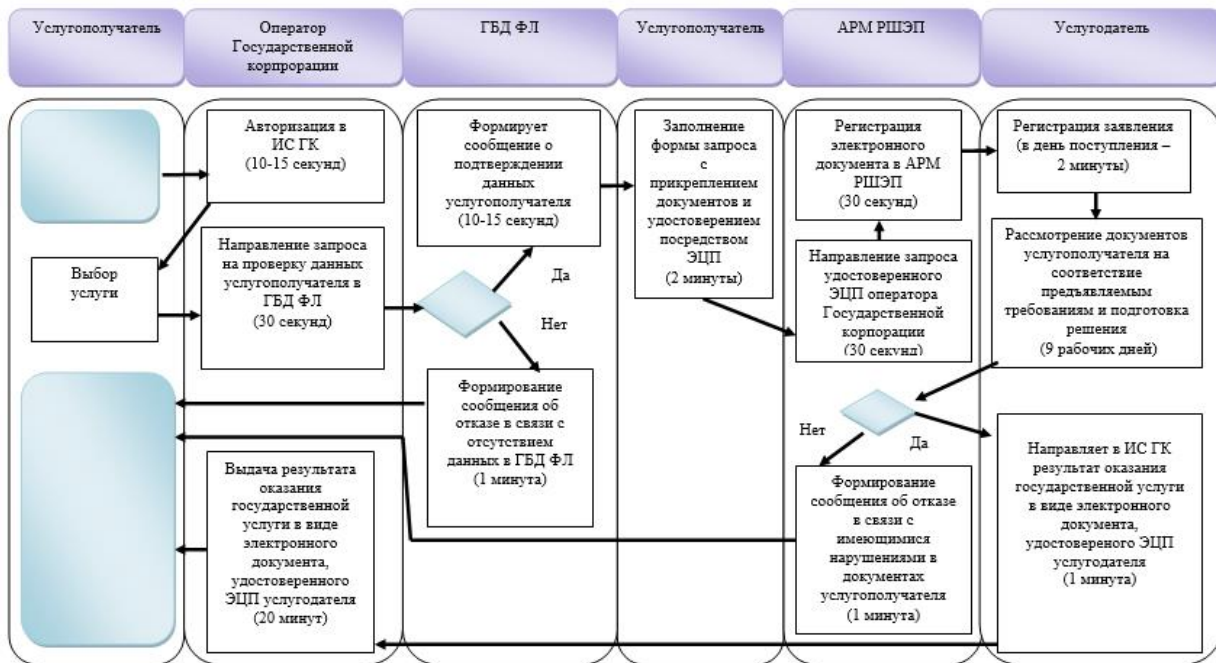 Услугополучатель
Оператор
Государственной
корпрорации
ГБД ФЛ
Услугополучатель
АРМ РШЭП
Услугодатель
Авторизация в
ИС ГК
(10-15 секунд)
Выбор
услуги
Направление запроса
на проверку данных
услугополучателя в
ГБД ФЛ
(30 секунд)
Формирует
сообщение о
подтверждении
данных
услугополучателя
(10-15 секунд)
Да
Нет
Формирование
сообщения об
отказе в связи с
отсутствием
данных в ГБД ФЛ
(1 минута)
Заполнение
формы запроса
с
прикреплением
документов и
удостоверением
посредством
ЭЦП
(2 минуты)
Регистрация
электронного
документа в АРМ
РШЭП
(30 секунд)
Направление запроса
удостоверенного
ЭЦП оператора
Государственной
корпорации
(30 секунд)
Регистрация заявления
(в день поступления –
2 минуты)
Рассмотрение документов
услугополучателя на
соответствие
предъявляемым
требованиям и подготовка
решения
(9 рабочих дней)
Нет
Да
Формирование
сообщения об отказе
в связи с
имеющимися
нарушениями в
документах
услугополучателя
(1 минута)
Направляет в ИС ГК
результат оказания
государственной услуги
в виде электронного
документа,
удостовереного ЭЦП
услугодателя
(1 минута)
Выдача результата
оказания
государственной
услуги в виде
электронного
документа,
удостоверенного
ЭЦП услугодателя
(20 минут)